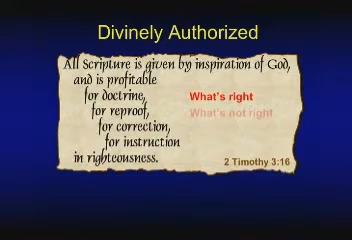 Divinely Authorized
All Scripture is given by inspiration of God,
and is profitable
for doctrine, What's right
for reproof, What's not right
for correction,
for instruction
in righteousness.
2 Timothy 3:16